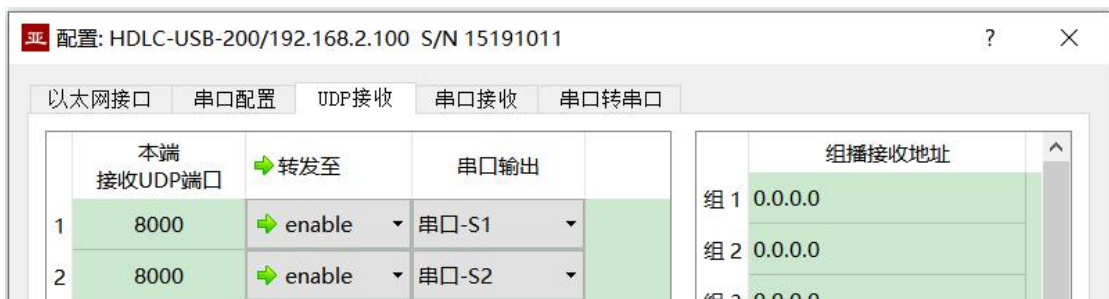 亚 配置: HDLC-USB-200/192.168.2.100 S/N 15191011 ?
以太网接口 串口配置 UDP接收 串口接收 串口转串口
本端
接收UDP端口 转发至 串口输出
1 8000 enable 串口-S1
2 8000 enable 串口-S2
组播接收地址
组 1 0.0.0.0
组 2 0.0.0.0